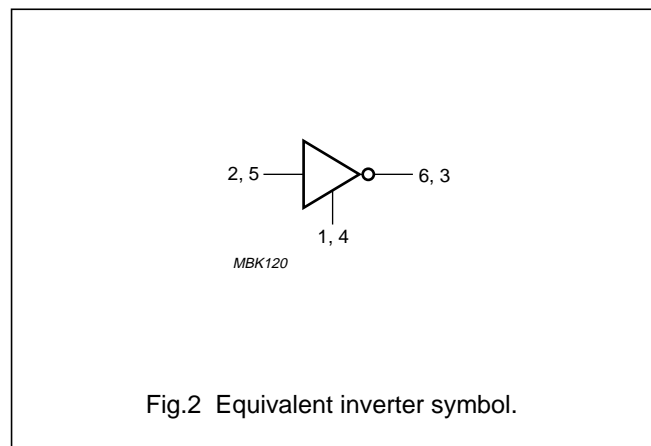 2, 5
6, 3
1, 4
MBK120
Fig.2 Equivalent inverter symbol.